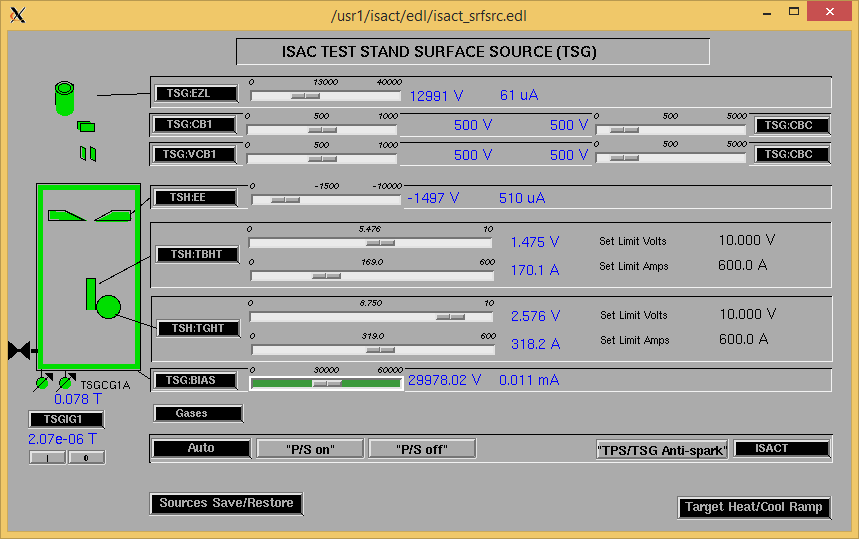 /usr1/isact/edl/isact_srfsrc.edl
ISAC TEST STAND SURFACE SOURCE (TSG)
0 13000 40000
TSG:EZL 12991 V 61 uA
0 500 1000 0 500 5000
TSG:CB1 500 V 500 V TSG:CBC
0 500 1000 0 500 5000
TSG:VCB1 500 V 500 V TSG:CBC
0 -1500 -10000
TSH:EE -1497 V 510 uA
0 5.476 10
1.475 V Set Limit Volts 10.000 V
TSH:TBHT
0 169.0 600
170.1 A Set Limit Amps 600.0 A
0 8.750 10
2.576 V Set Limit Volts 10.000 V
TSH:TGHT
0 319.0 600
318.2 A Set Limit Amps 600.0 A
0 30000 60000
TSG:BIAS 29978.02 V 0.011 mA
TSGCG1A
0.078 T
TSGIG1
2.07e-06 T
I 0
Gases
Auto "P/S on" "P/S off" "TPS/TSG Anti-spark" ISACT
Sources Save/Restore
Target Heat/Cool Ramp